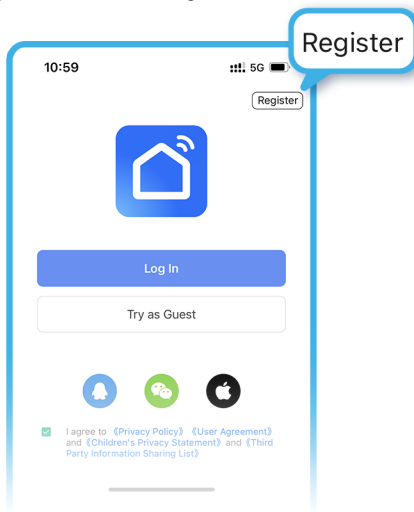 Register
10:59
5G
Register
Log In
Try as Guest
I agree to 《Privacy Policy》 《User Agreement》
and 《Children's Privacy Statement》 and 《Third
Party Information Sharing List》